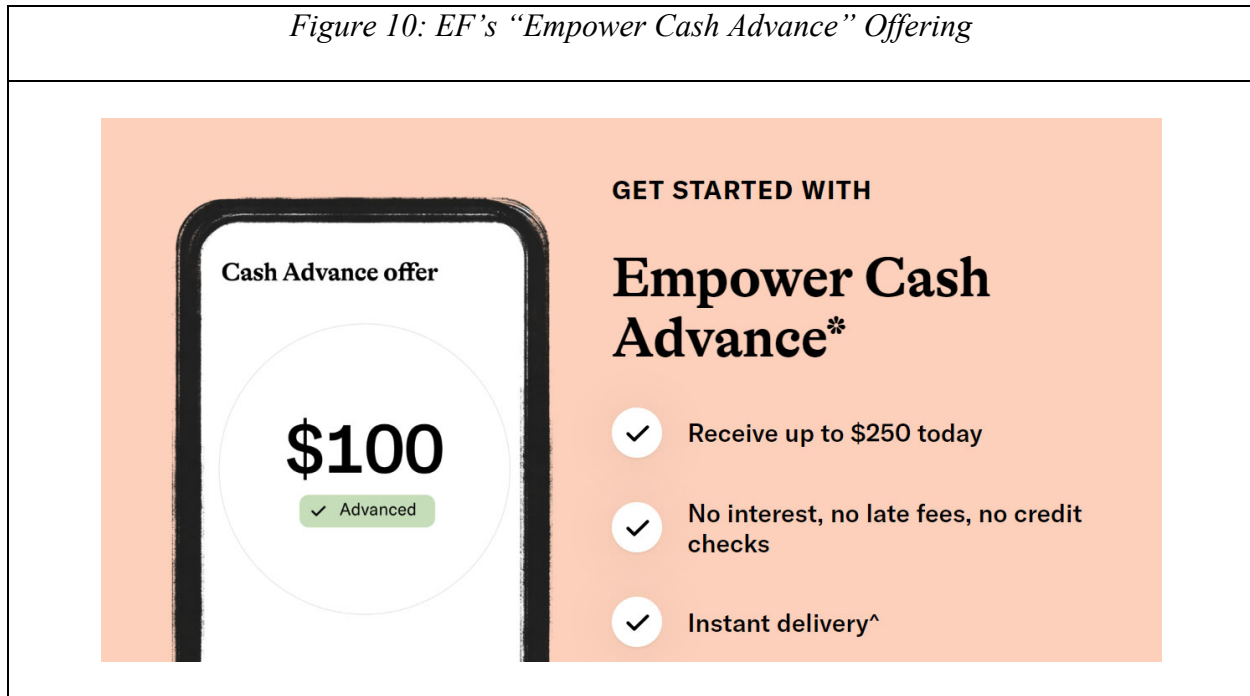 Figure 10: EF’s “Empower Cash Advance” Offering
Cash Advance offer
$100
Advanced
GET STARTED WITH
Empower Cash
Advance*
Receive up to $250 today
No interest, no late fees, no credit
checks
Instant delivery^